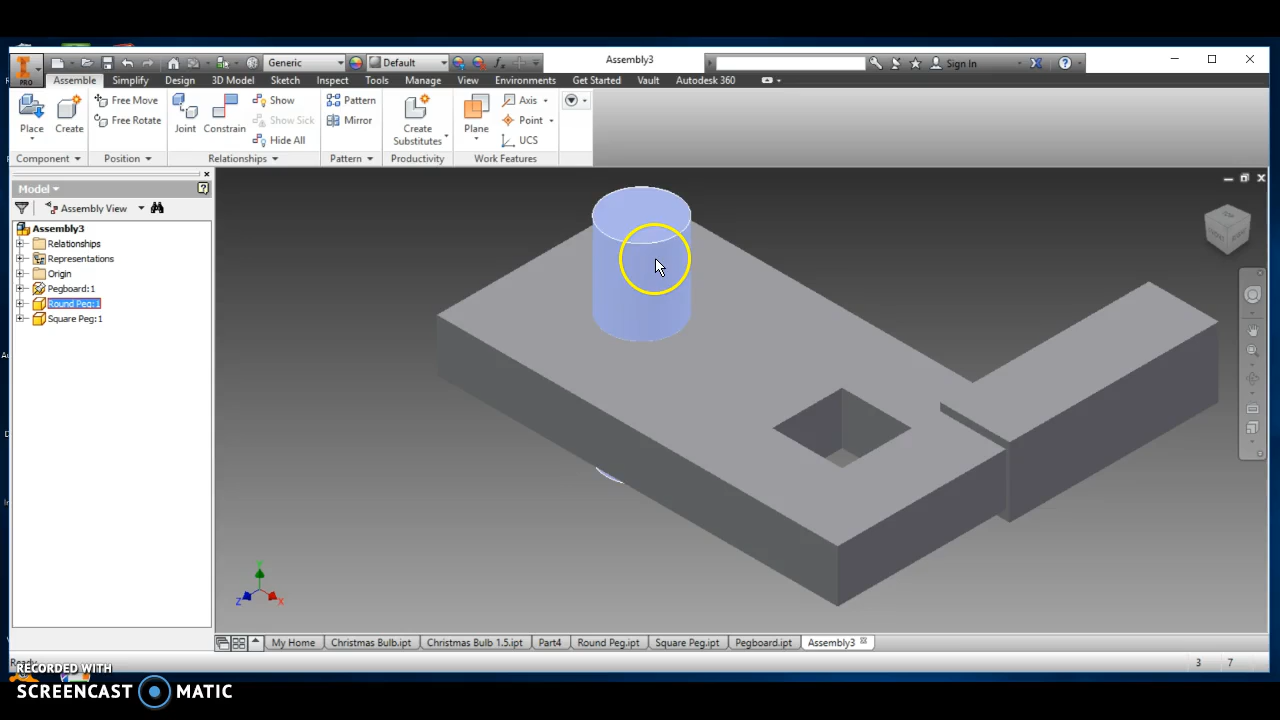 Generic
Default
Assembly3
Sign In
PRO
Assemble Simplify Design 3D Model Sketch Inspect Tools Manage View Environments Get Started Vault Autodesk 360
Place
Create
Free Move
Free Rotate
Joint
Constrain
Show
Show Sick
Hide All
Pattern
Mirror
Create
Substitutes
Plane
Axis
Point
UCS
Component Position Relationships Pattern Productivity Work Features
Model
Assembly View
Assembly3
Relationships
Representations
Origin
Pegboard:1
Round Peg:1
Square Peg:1
Z
X
My Home Christmas Bulb.ipt Christmas Bulb 1.5.ipt Part4 Round Peg.ipt Square Peg.ipt Pegboard.ipt Assembly3
3 7
RECORDED WITH
SCREENCAST MATIC